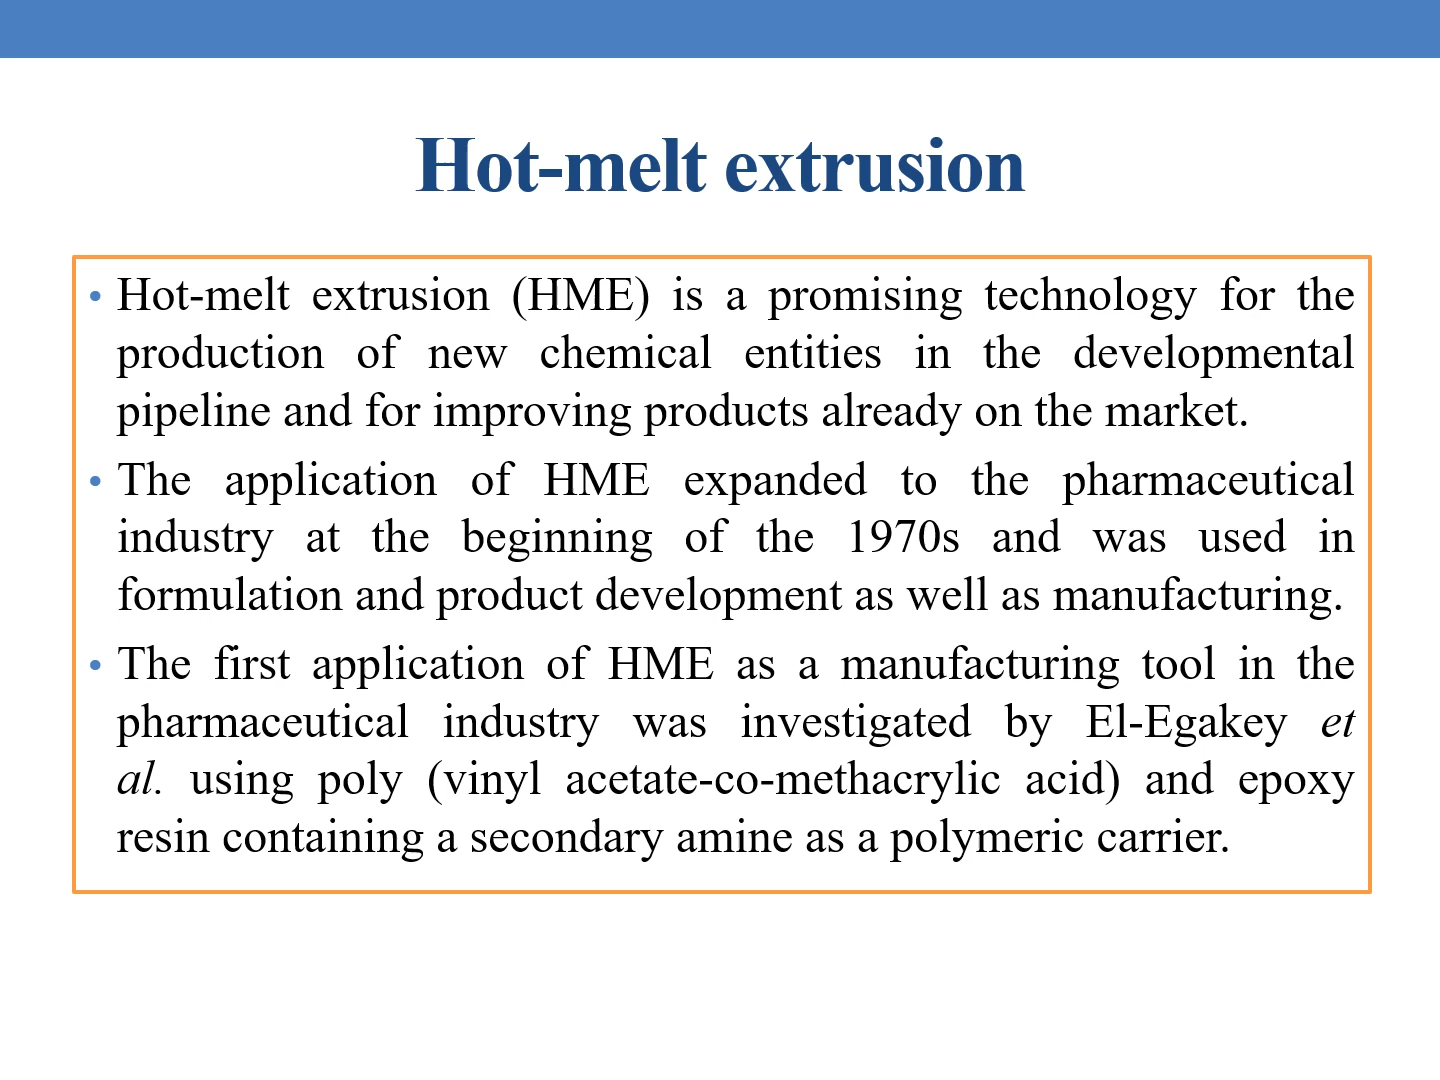 Hot-melt extrusion
• Hot-melt extrusion (HME) is a promising technology for the
production of new chemical entities in the developmental
pipeline and for improving products already on the market.
• The application of HME expanded to the pharmaceutical
industry at the beginning of the 1970s and was used in
formulation and product development as well as manufacturing.
• The first application of HME as a manufacturing tool in the
pharmaceutical industry was investigated by El-Egakey et
al. using poly (vinyl acetate-co-methacrylic acid) and epoxy
resin containing a secondary amine as a polymeric carrier.